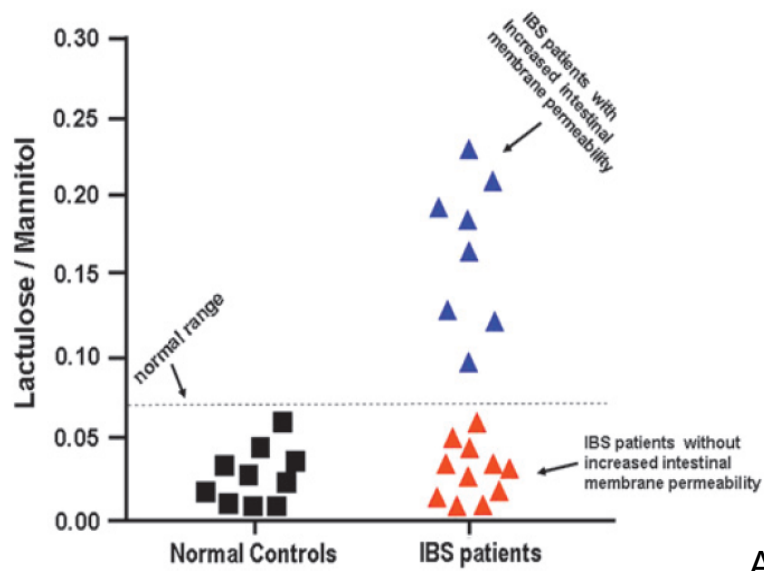 0.30
0.25
0.20
0.15
0.10
0.05
0.00
Lactulose / Mannitol
normal range
IBS patients with
Increased intestinal
membrane permeability
IBS patients without
increased intestinal
membrane permeability
Normal Controls
IBS patients
A